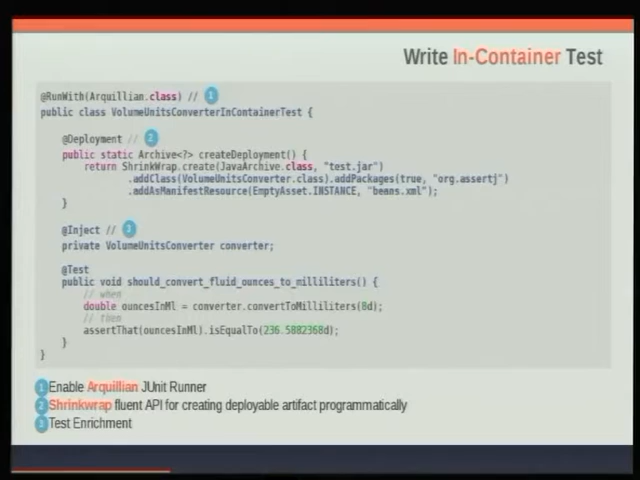 Write In-Container Test
@RunWith(Arquillian.class) // 1
public class VolumeUnitsConverterInContainerTest {
@Deployment // 2
public static Archive<?> createDeployment() {
return ShrinkWrap.create(JavaArchive.class, "test.jar")
.addClass(VolumeUnitsConverter.class).addPackages(true, "org.assertj")
.addAsManifestResource(EmptyAsset.INSTANCE, "beans.xml");
}
@Inject // 3
private VolumeUnitsConverter converter;
@Test
public void should_convert_fluid_ounces_to_milliliters() {
// when
double ouncesInMl = converter.convertToMilliliters(8d);
// then
assertThat(ouncesInMl).isEqualTo(236.5882368d);
}
}
1 Enable Arquillian JUnit Runner
2 Shrinkwrap fluent API for creating deployable artifact programmatically
3 Test Enrichment